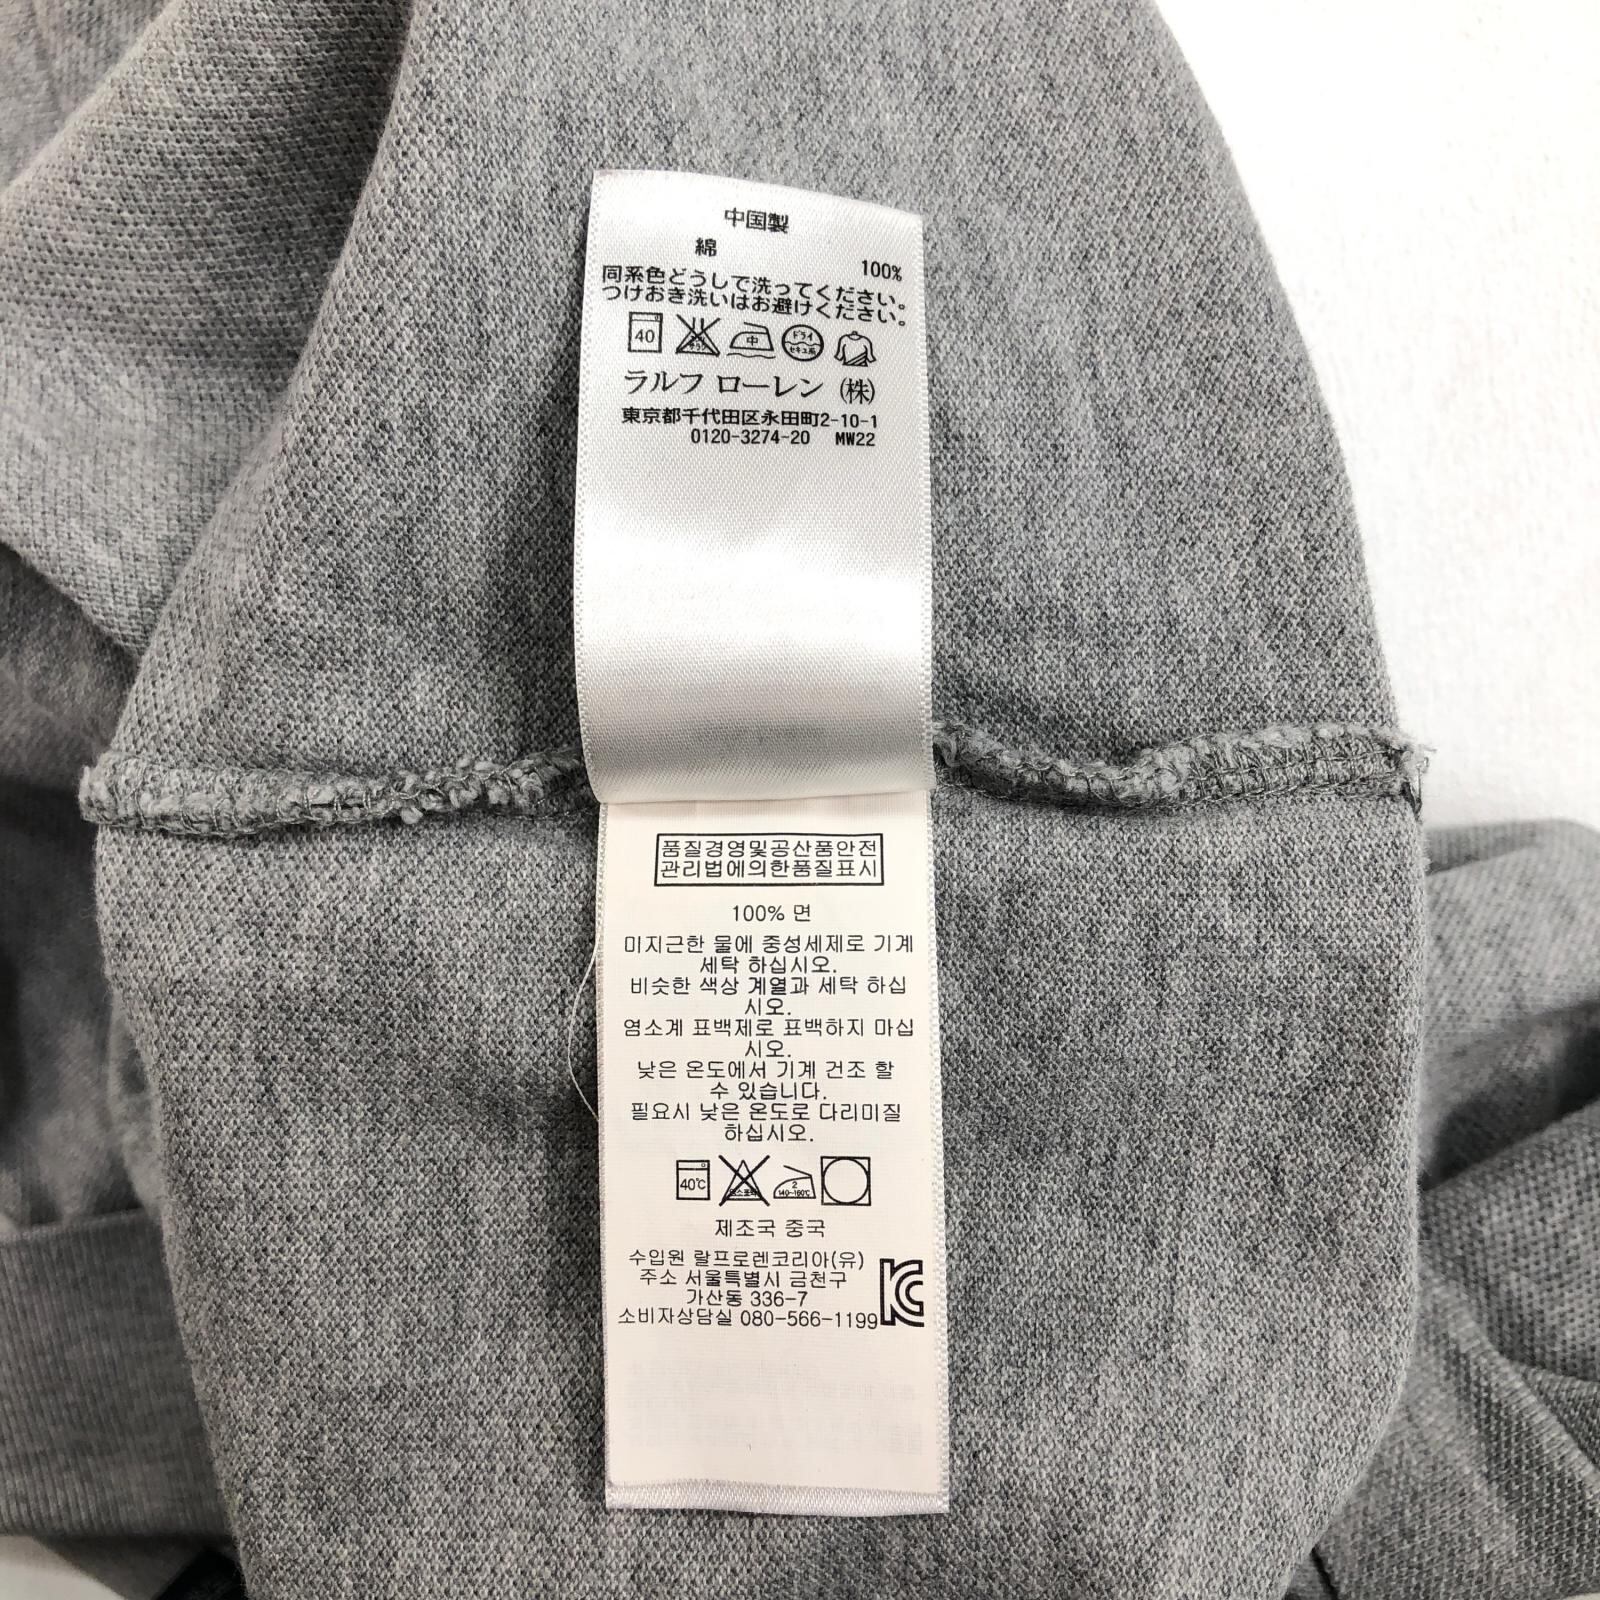 中国製
綿 100%
同系色どうしで洗ってください。
つけおき洗いはお避けください。
40 中 ドライ セキユ系
ラルフ ローレン (株)
東京都千代田区永田町2-10-1
0120-3274-20 MW22
품질경영및공산품안전
관리법에의한품질표시
100% 면
미지근한 물에 중성세제로 기계
세탁 하십시오.
비슷한 색상 계열과 세탁 하십
시오.
염소계 표백제로 표백하지 마십
시오.
낮은 온도에서 기계 건조 할
수 있습니다.
필요시 낮은 온도로 다리미질
하십시오.
40℃ 2 140~160℃
제조국 중국
수입원 랄프로렌코리아(유)
주소 서울특별시 금천구
가산동 336-7
소비자상담실 080-566-1199